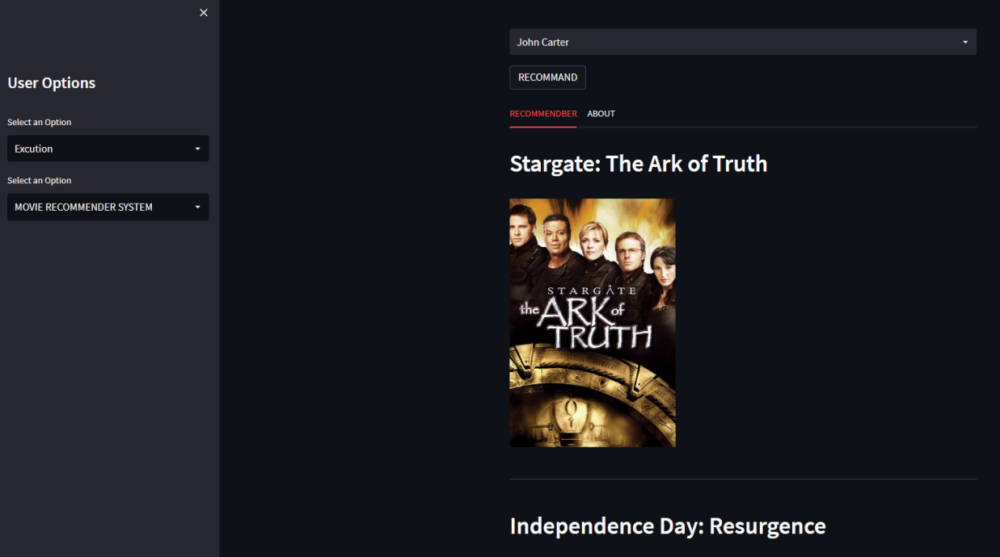 ×
User Options
Select an Option
Excution
Select an Option
MOVIE RECOMMENDER SYSTEM
John Carter
RECOMMAND
RECOMMENDBER ABOUT
Stargate: The Ark of Truth
STARGATE
the ARK of
TRUTH
Independence Day: Resurgence